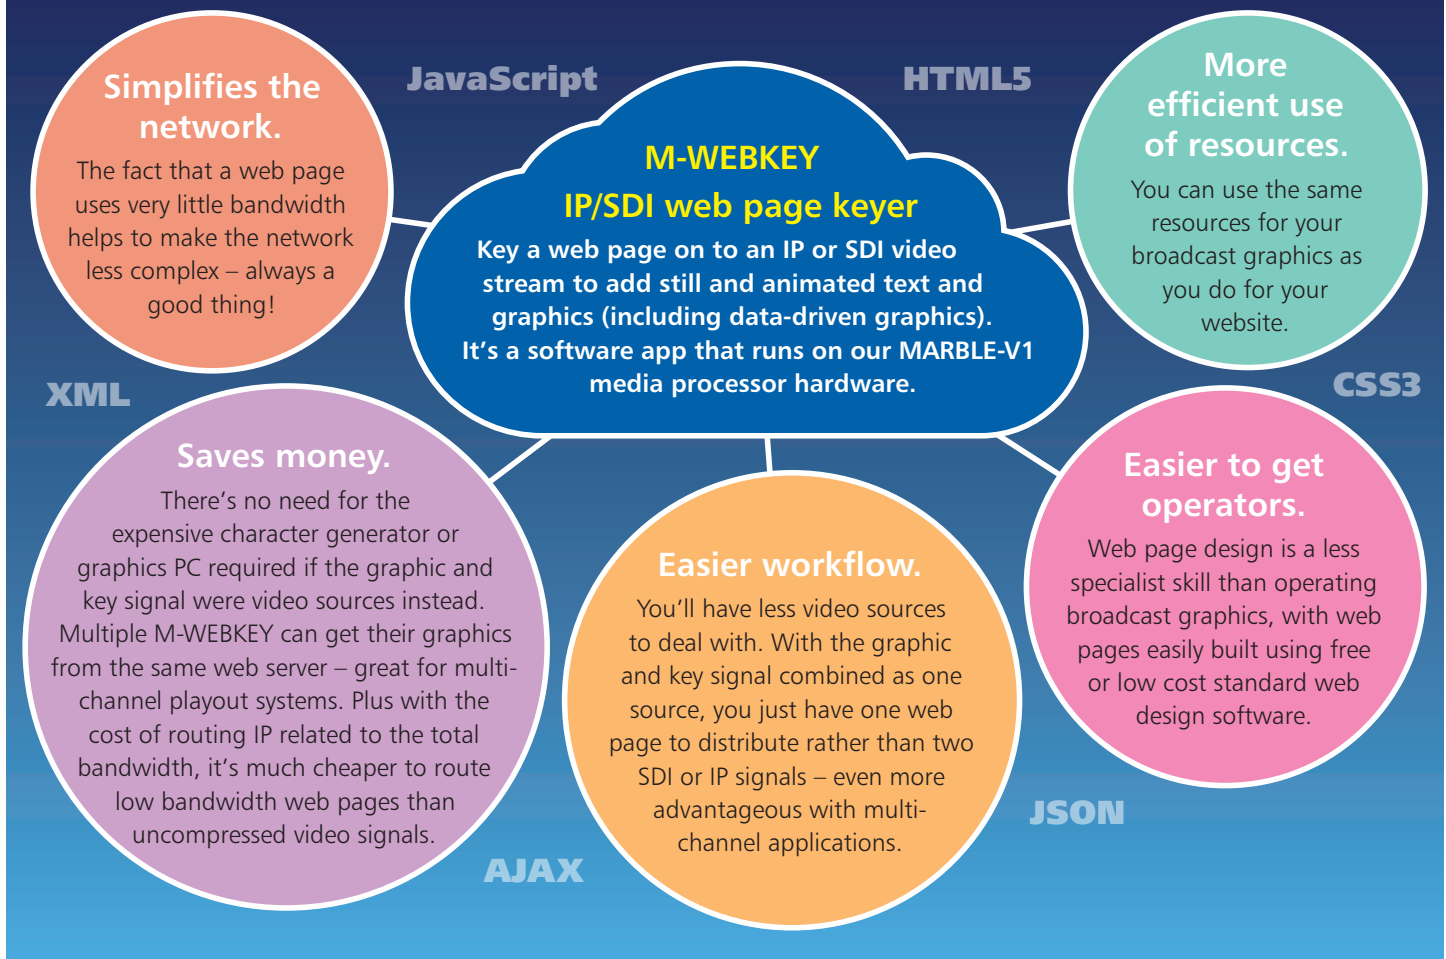 Simplifies the
network.
The fact that a web page
uses very little bandwidth
helps to make the network
less complex – always a
good thing!
JavaScript
HTML5
M-WEBKEY
IP/SDI web page keyer
Key a web page on to an IP or SDI video
stream to add still and animated text and
graphics (including data-driven graphics).
It’s a software app that runs on our MARBLE-V1
media processor hardware.
More
efficient use
of resources.
You can use the same
resources for your
broadcast graphics as
you do for your
website.
XML
CSS3
Saves money.
There’s no need for the
expensive character generator or
graphics PC required if the graphic and
key signal were video sources instead.
Multiple M-WEBKEY can get their graphics
from the same web server – great for multi-
channel playout systems. Plus with the
cost of routing IP related to the total
bandwidth, it’s much cheaper to route
low bandwidth web pages than
uncompressed video signals.
Easier workflow.
You’ll have less video sources
to deal with. With the graphic
and key signal combined as one
source, you just have one web
page to distribute rather than two
SDI or IP signals – even more
advantageous with multi-
channel applications.
Easier to get
operators.
Web page design is a less
specialist skill than operating
broadcast graphics, with web
pages easily built using free
or low cost standard web
design software.
JSON
AJAX